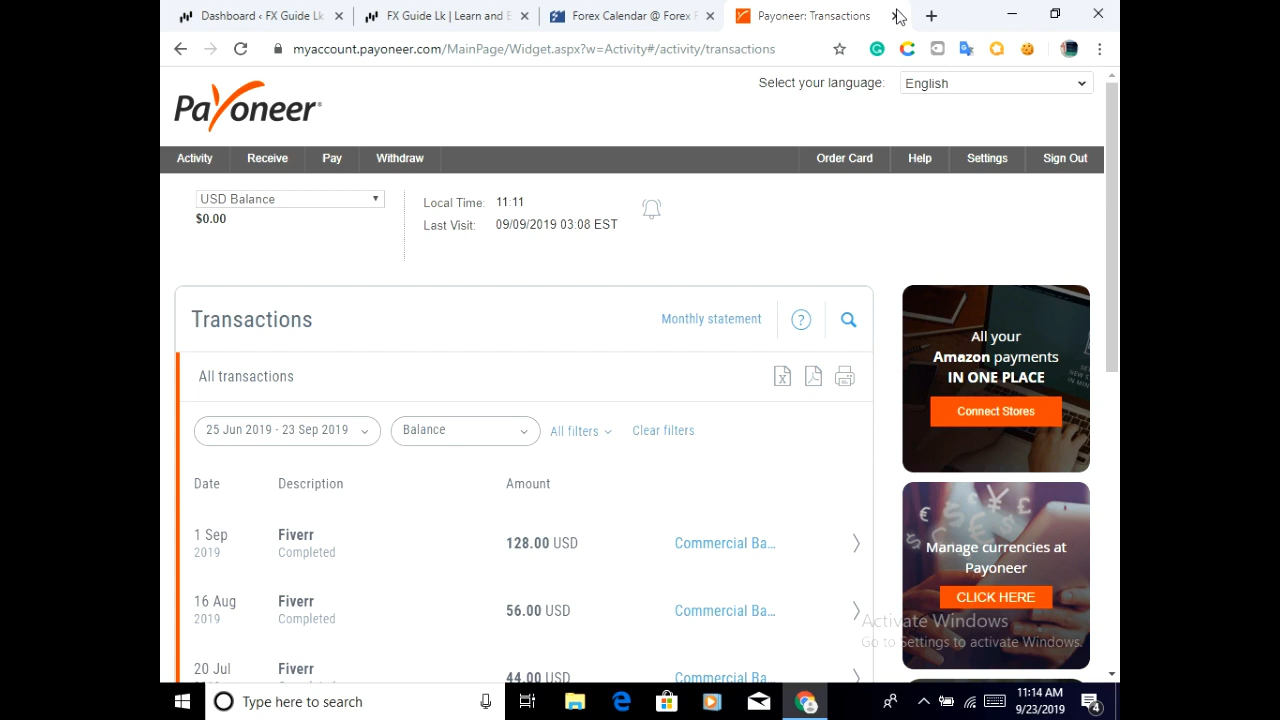 Dashboard ‹ FX Guide Lk
FX Guide Lk | Learn and E
Forex Calendar @ Forex F
Payoneer: Transactions
myaccount.payoneer.com/MainPage/Widget.aspx?w=Activity#/activity/transactions
Select your language:
English
Payoneer
Activity
Receive
Pay
Withdraw
Order Card
Help
Settings
Sign Out
USD Balance
$0.00
Local Time: 11:11
Last Visit: 09/09/2019 03:08 EST
Transactions
Monthly statement
?
All transactions
25 Jun 2019 - 23 Sep 2019
Balance
All filters
Clear filters
Date Description Amount
1 Sep Fiverr 128.00 USD Commercial Ba...
2019 Completed
16 Aug Fiverr 56.00 USD Commercial Ba...
2019 Completed
20 Jul Fiverr 44.00 USD Commercial Ba...
All your
Amazon payments
IN ONE PLACE
Connect Stores
Manage currencies at
Payoneer
CLICK HERE
Activate Windows
Go to Settings to activate Windows.
Type here to search
11:14 AM
9/23/2019
4